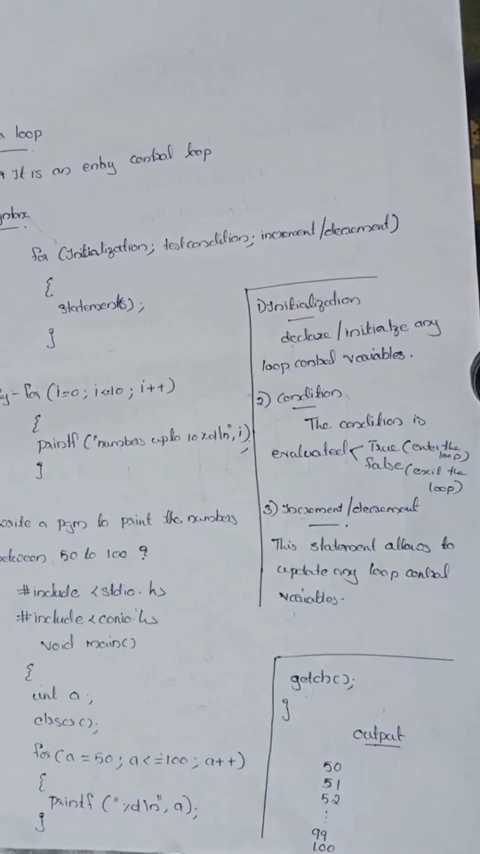 loop
It is an entry control loop
for (Initialization; test condition; increment/decrement)
{
statements();
}
for (i=0; i<10; i++)
{
printf ("numbers upto 10 %d\n", i);
}
1) Initialization
declare/initialize any
loop control variables.
2) Condition
The condition is
evaluated < True (enter the loop)
false (exit the loop)
3) Increment/decrement
This statement allows to
update any loop control
variables.
write a pgm to print the numbers
between 50 to 100 ?
#include <stdio.h>
#include <conio.h>
void main()
{
int a;
clrscr();
for (a=50; a<=100; a++)
{
printf ("%d\n", a);
}
getch();
}
output
50
51
52
:
99
100